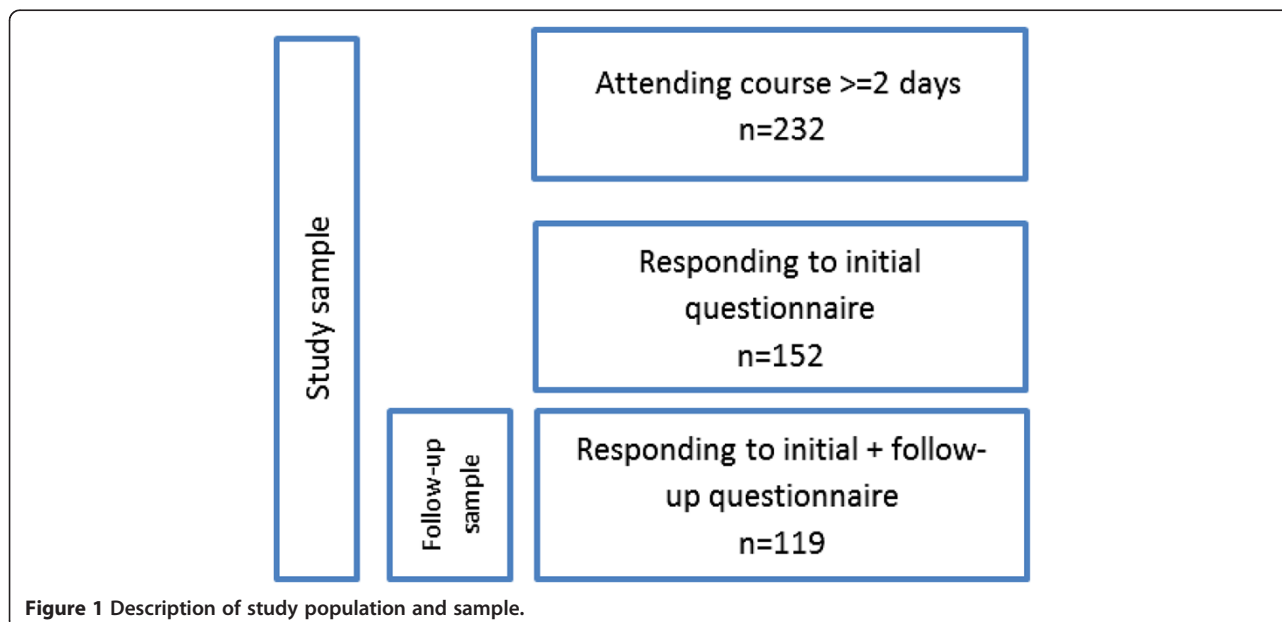 Study sample
Attending course >=2 days
n=232
Responding to initial
questionnaire
n=152
Follow-up
sample
Responding to initial + follow-
up questionnaire
n=119
Figure 1 Description of study population and sample.